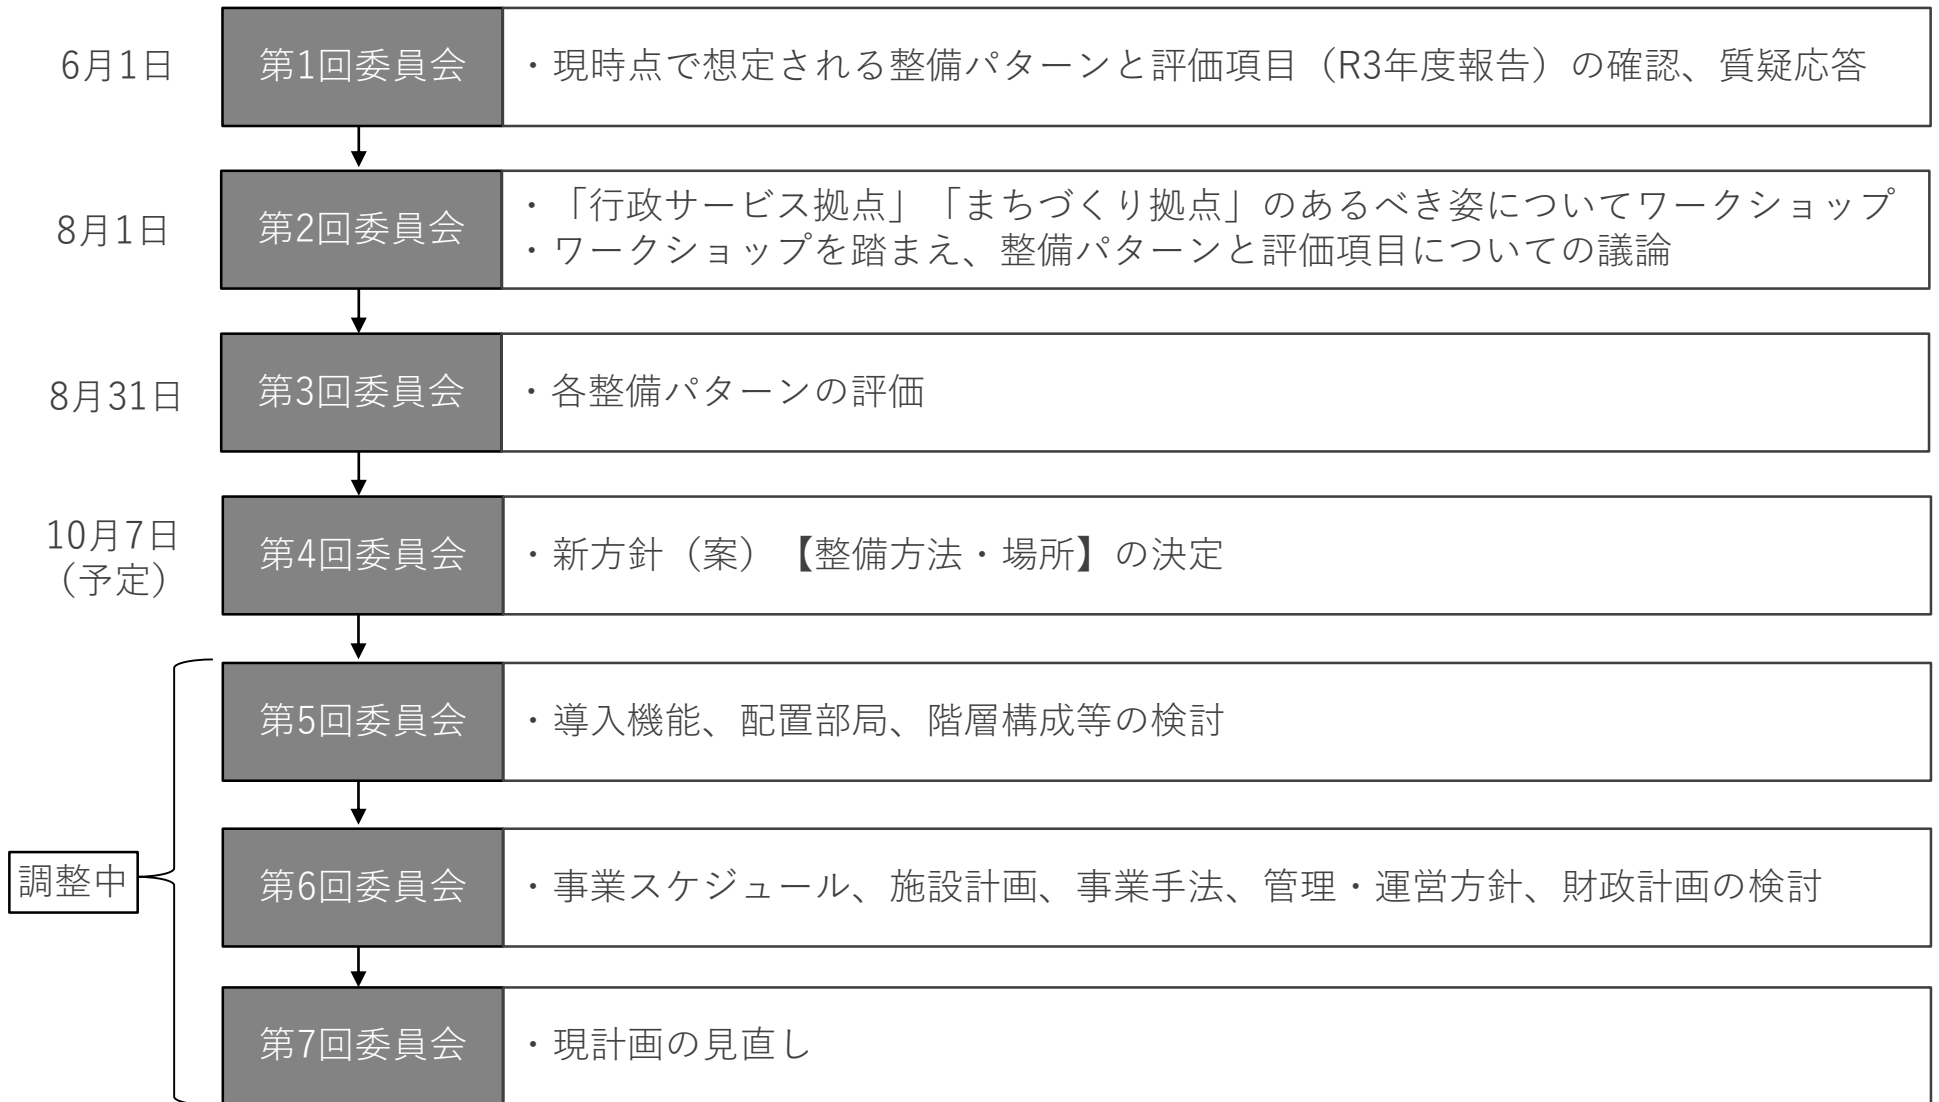 6月1日
第1回委員会
・現時点で想定される整備パターンと評価項目（R3年度報告）の確認、質疑応答
8月1日
第2回委員会
・「行政サービス拠点」「まちづくり拠点」のあるべき姿についてワークショップ
・ワークショップを踏まえ、整備パターンと評価項目についての議論
8月31日
第3回委員会
・各整備パターンの評価
10月7日
（予定）
第4回委員会
・新方針（案）【整備方法・場所】の決定
調整中
第5回委員会
・導入機能、配置部局、階層構成等の検討
第6回委員会
・事業スケジュール、施設計画、事業手法、管理・運営方針、財政計画の検討
第7回委員会
・現計画の見直し